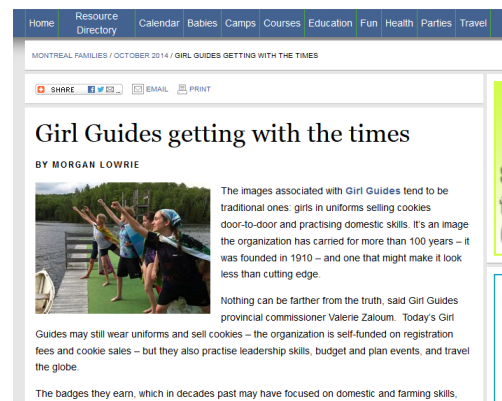 Home
Resource Directory
Calendar
Babies
Camps
Courses
Education
Fun
Health
Parties
Travel
MONTREAL FAMILIES / OCTOBER 2014 / GIRL GUIDES GETTING WITH THE TIMES
SHARE
EMAIL
PRINT
Girl Guides getting with the times
BY MORGAN LOWRIE
The images associated with Girl Guides tend to be
traditional ones: girls in uniforms selling cookies
door-to-door and practising domestic skills. It's an image
the organization has carried for more than 100 years – it
was founded in 1910 – and one that might make it look
less than cutting edge.
Nothing can be farther from the truth, said Girl Guides
provincial commissioner Valerie Zaloum. Today's Girl
Guides may still wear uniforms and sell cookies – the organization is self-funded on registration
fees and cookie sales – but they also practise leadership skills, budget and plan events, and travel
the globe.
The badges they earn, which in decades past may have focused on domestic and farming skills,